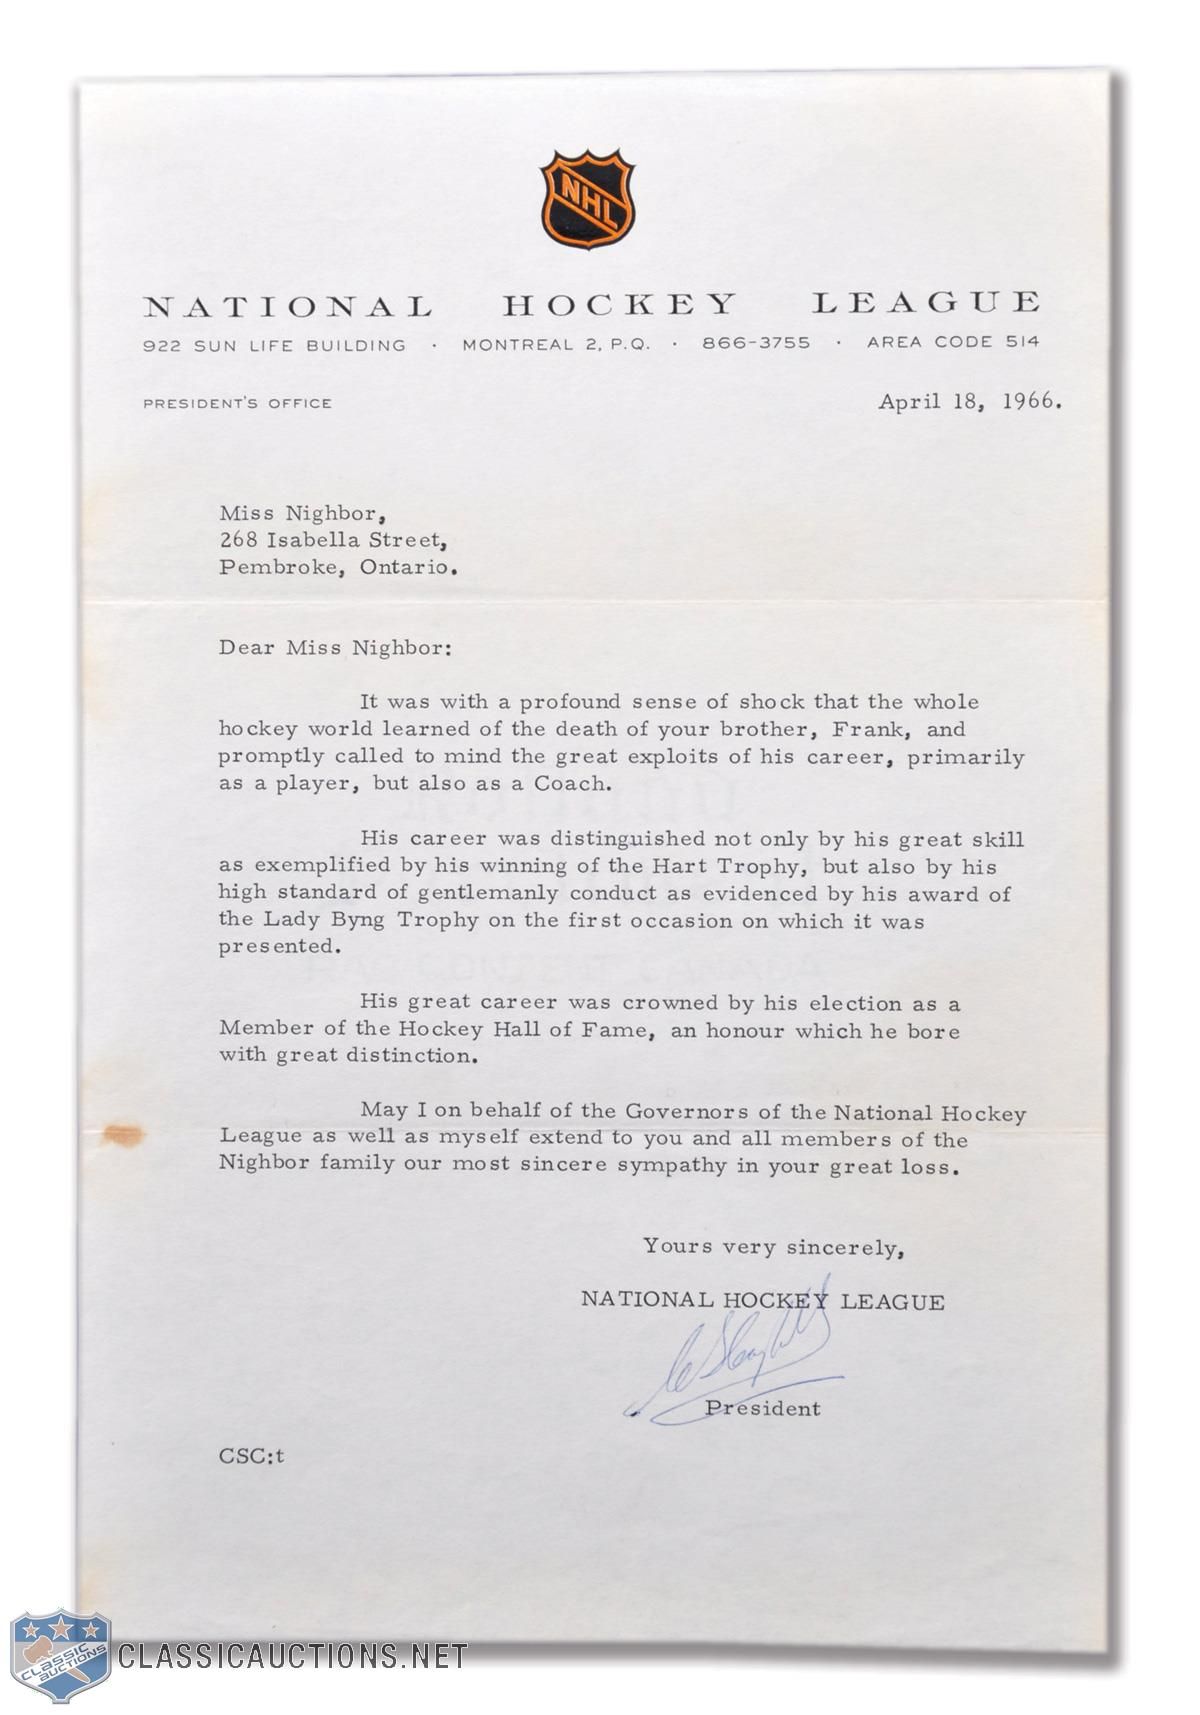 NHL
NATIONAL HOCKEY LEAGUE
922 SUN LIFE BUILDING · MONTREAL 2, P.Q. · 866-3755 · AREA CODE 514
PRESIDENT'S OFFICE
April 18, 1966.
Miss Nighbor,
268 Isabella Street,
Pembroke, Ontario.
Dear Miss Nighbor:
It was with a profound sense of shock that the whole
hockey world learned of the death of your brother, Frank, and
promptly called to mind the great exploits of his career, primarily
as a player, but also as a Coach.
His career was distinguished not only by his great skill
as exemplified by his winning of the Hart Trophy, but also by his
high standard of gentlemanly conduct as evidenced by his award of
the Lady Byng Trophy on the first occasion on which it was
presented.
His great career was crowned by his election as a
Member of the Hockey Hall of Fame, an honour which he bore
with great distinction.
May I on behalf of the Governors of the National Hockey
League as well as myself extend to you and all members of the
Nighbor family our most sincere sympathy in your great loss.
Yours very sincerely,
NATIONAL HOCKEY LEAGUE
President
CSC:t
CLASSIC
AUCTIONS
CLASSICAUCTIONS.NET